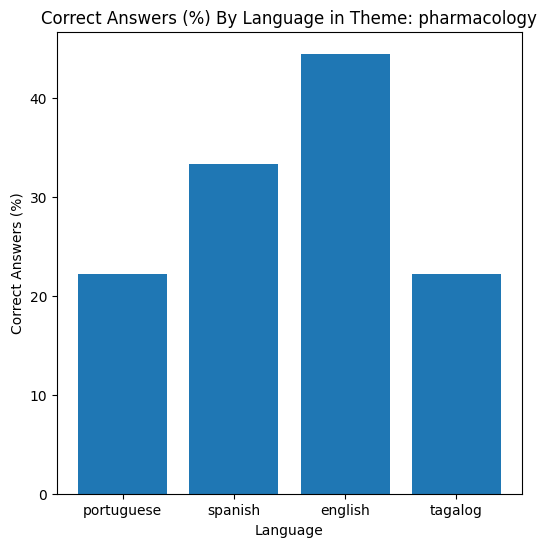 Correct Answers (%) By Language in Theme: pharmacology
Correct Answers (%)
40
30
20
10
0
portuguese spanish english tagalog
Language